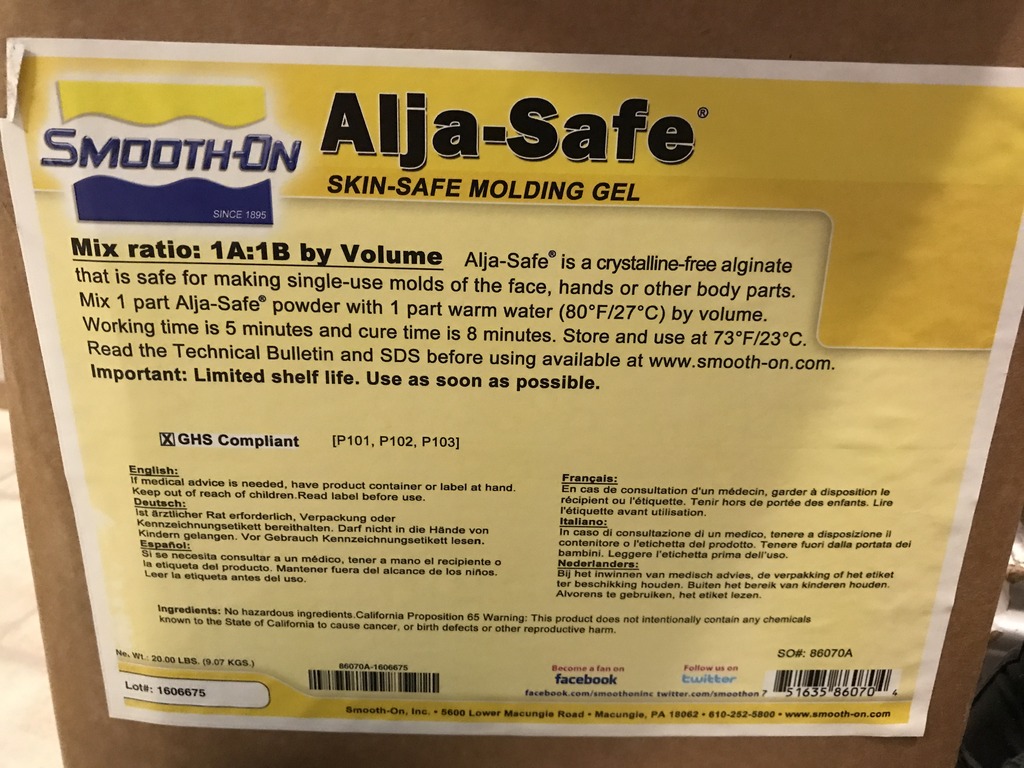 SMOOTH-ON
SINCE 1895
Alja-Safe®
SKIN-SAFE MOLDING GEL
Mix ratio: 1A:1B by Volume Alja-Safe® is a crystalline-free alginate
that is safe for making single-use molds of the face, hands or other body parts.
Mix 1 part Alja-Safe® powder with 1 part warm water (80°F/27°C) by volume.
Working time is 5 minutes and cure time is 8 minutes. Store and use at 73°F/23°C.
Read the Technical Bulletin and SDS before using available at www.smooth-on.com.
Important: Limited shelf life. Use as soon as possible.
X GHS Compliant [P101, P102, P103]
English:
If medical advice is needed, have product container or label at hand.
Keep out of reach of children.Read label before use.
Deutsch:
Ist ärztlicher Rat erforderlich, Verpackung oder
Kennzeichnungsetikett bereithalten. Darf nicht in die Hände von
Kindern gelangen. Vor Gebrauch Kennzeichnungsetikett lesen.
Español:
Si se necesita consultar a un médico, tener a mano el recipiente o
la etiqueta del producto. Mantener fuera del alcance de los niños.
Leer la etiqueta antes del uso.
Français:
En cas de consultation d'un médecin, garder à disposition le
récipient ou l'étiquette. Tenir hors de portée des enfants. Lire
l'étiquette avant utilisation.
Italiano:
In caso di consultazione di un medico, tenere a disposizione il
contenitore o l'etichetta del prodotto. Tenere fuori dalla portata dei
bambini. Leggere l'etichetta prima dell'uso.
Nederlanders:
Bij het inwinnen van medisch advies, de verpakking of het etiket
ter beschikking houden. Buiten het bereik van kinderen houden.
Alvorens te gebruiken, het etiket lezen.
Ingredients: No hazardous ingredients.California Proposition 65 Warning: This product does not intentionally contain any chemicals
known to the State of California to cause cancer, or birth defects or other reproductive harm.
SO#: 86070A
Ne. Wt.: 20.00 LBS. (9.07 KGS.)
Lot#: 1606675
86070A-1606675
Become a fan on
facebook
facebook.com/smoothoninc
Follow us on
twitter
twitter.com/smoothon
7 51635 86070 4
Smooth-On, Inc. • 5600 Lower Macungie Road • Macungie, PA 18062 • 610-252-5800 • www.smooth-on.com